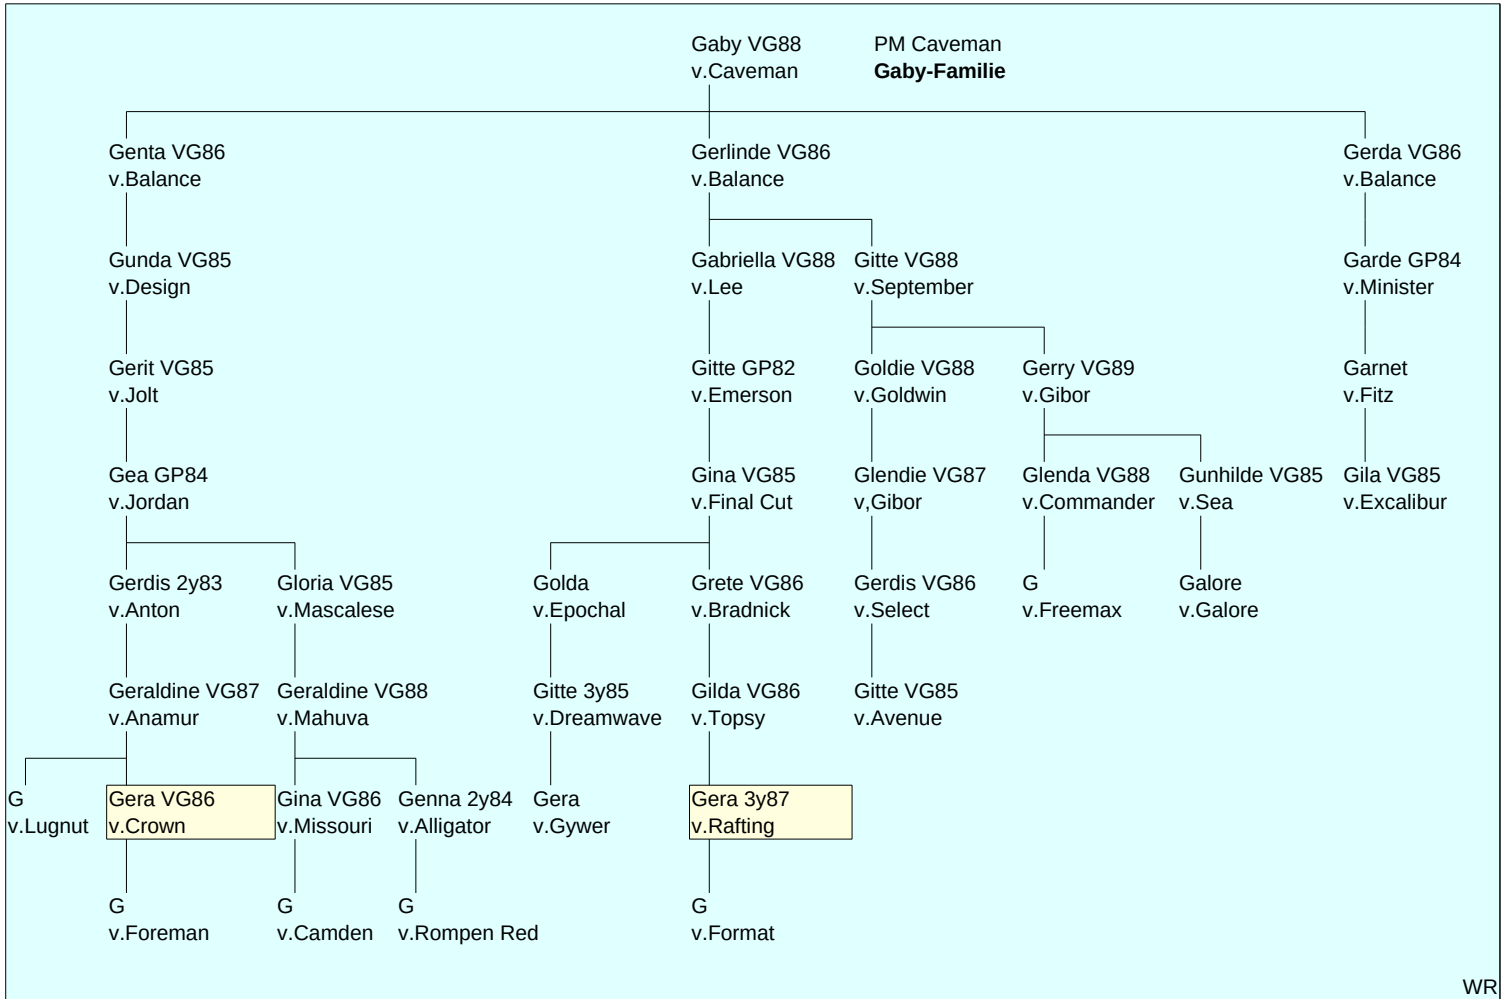 Gaby VG88
v.Caveman
PM Caveman
Gaby-Familie
Genta VG86
v.Balance
Gerlinde VG86
v.Balance
Gerda VG86
v.Balance
Gunda VG85
v.Design
Gabriella VG88
v.Lee
Gitte VG88
v.September
Garde GP84
v.Minister
Gerit VG85
v.Jolt
Gitte GP82
v.Emerson
Goldie VG88
v.Goldwin
Gerry VG89
v.Gibor
Garnet
v.Fitz
Gea GP84
v.Jordan
Gina VG85
v.Final Cut
Glendie VG87
v,Gibor
Glenda VG88
v.Commander
Gunhilde VG85
v.Sea
Gila VG85
v.Excalibur
Gerdis 2y83
v.Anton
Gloria VG85
v.Mascalese
Golda
v.Epochal
Grete VG86
v.Bradnick
Gerdis VG86
v.Select
G
v.Freemax
Galore
v.Galore
Geraldine VG87
v.Anamur
Geraldine VG88
v.Mahuva
Gitte 3y85
v.Dreamwave
Gilda VG86
v.Topsy
Gitte VG85
v.Avenue
G
v.Lugnut
Gera VG86
v.Crown
Gina VG86
v.Missouri
Genna 2y84
v.Alligator
Gera
v.Gywer
Gera 3y87
v.Rafting
G
v.Foreman
G
v.Camden
G
v.Rompen Red
G
v.Format
WR